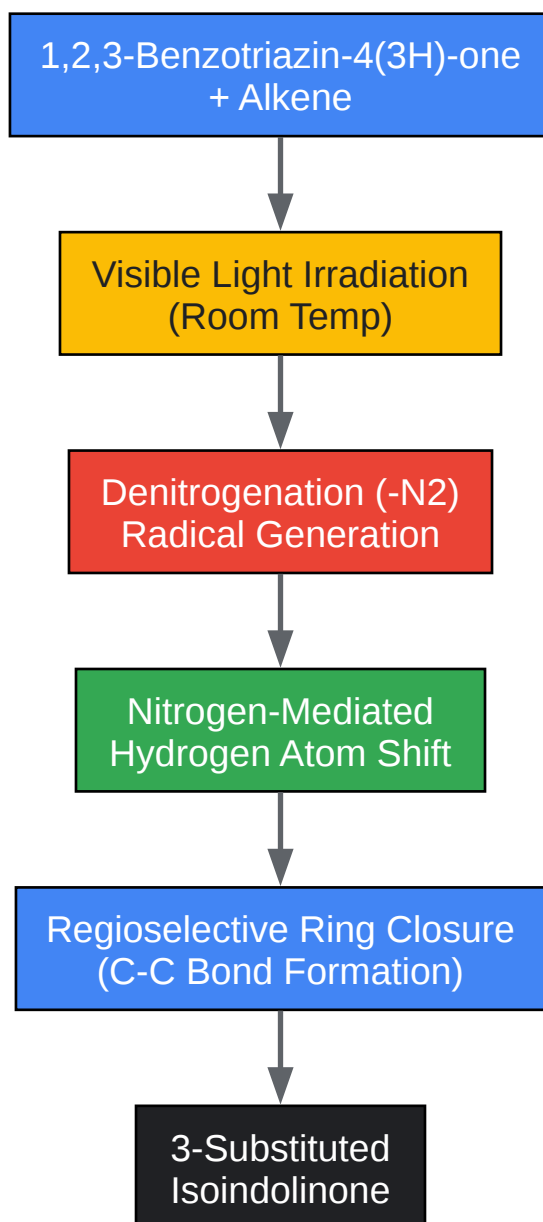 1,2,3-Benzotriazin-4(3H)-one
+ Alkene
Visible Light Irradiation
(Room Temp)
Denitrogenation (-N2)
Radical Generation
Nitrogen-Mediated
Hydrogen Atom Shift
Regioselective Ring Closure
(C-C Bond Formation)
3-Substituted
Isoindolinone